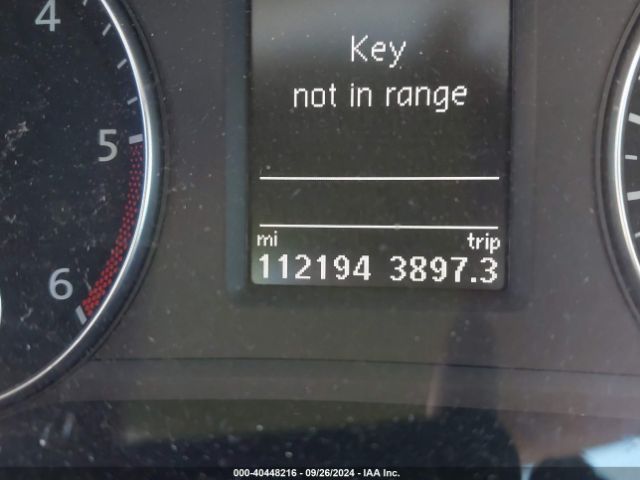 4
5
6
Key
not in range
mi trip
112194 3897.3
000-40448216 - 09/26/2024 - IAA Inc.